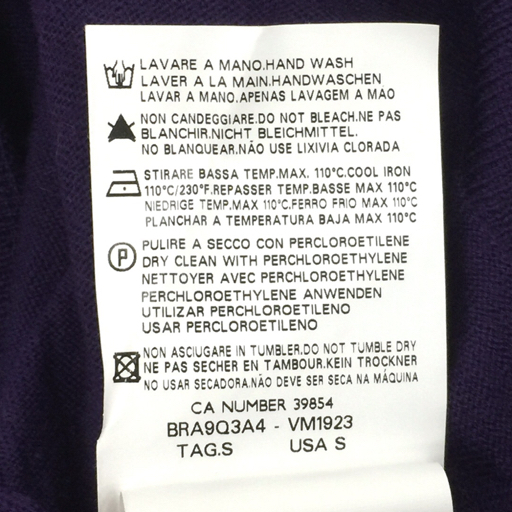 LAVARE A MANO.HAND WASH
LAVER A LA MAIN.HANDWASCHEN
LAVAR A MANO.APENAS LAVAGEM A MAO
NON CANDEGGIARE.DO NOT BLEACH.NE PAS
BLANCHIR.NICHT BLEICHMITTEL.
NO BLANQUEAR.NÃO USE LIXIVIA CLORADA
STIRARE BASSA TEMP.MAX. 110°C.COOL IRON
110°C/230°F.REPASSER TEMP.BASSE MAX 110°C
NIEDRIGE TEMP.MAX 110°C.FERRO FRIO MAX 110°C
PLANCHAR A TEMPERATURA BAJA MAX 110°C
P
PULIRE A SECCO CON PERCLOROETILENE
DRY CLEAN WITH PERCHLOROETHYLENE
NETTOYER AVEC PERCHLOROETHYLENE
PERCHLOROETHYLENE ANWENDEN
UTILIZAR PERCHLOROETYLENO
USAR PERCLOROETILENO
NON ASCIUGARE IN TUMBLER.DO NOT TUMBLE DRY
NE PAS SECHER EN TAMBOUR.KEIN TROCKNER
NO USAR SECADORA.NÃO DEVE SER SECA NA MÁQUINA
CA NUMBER 39854
BRA9Q3A4 - VM1923
TAG.S USA S